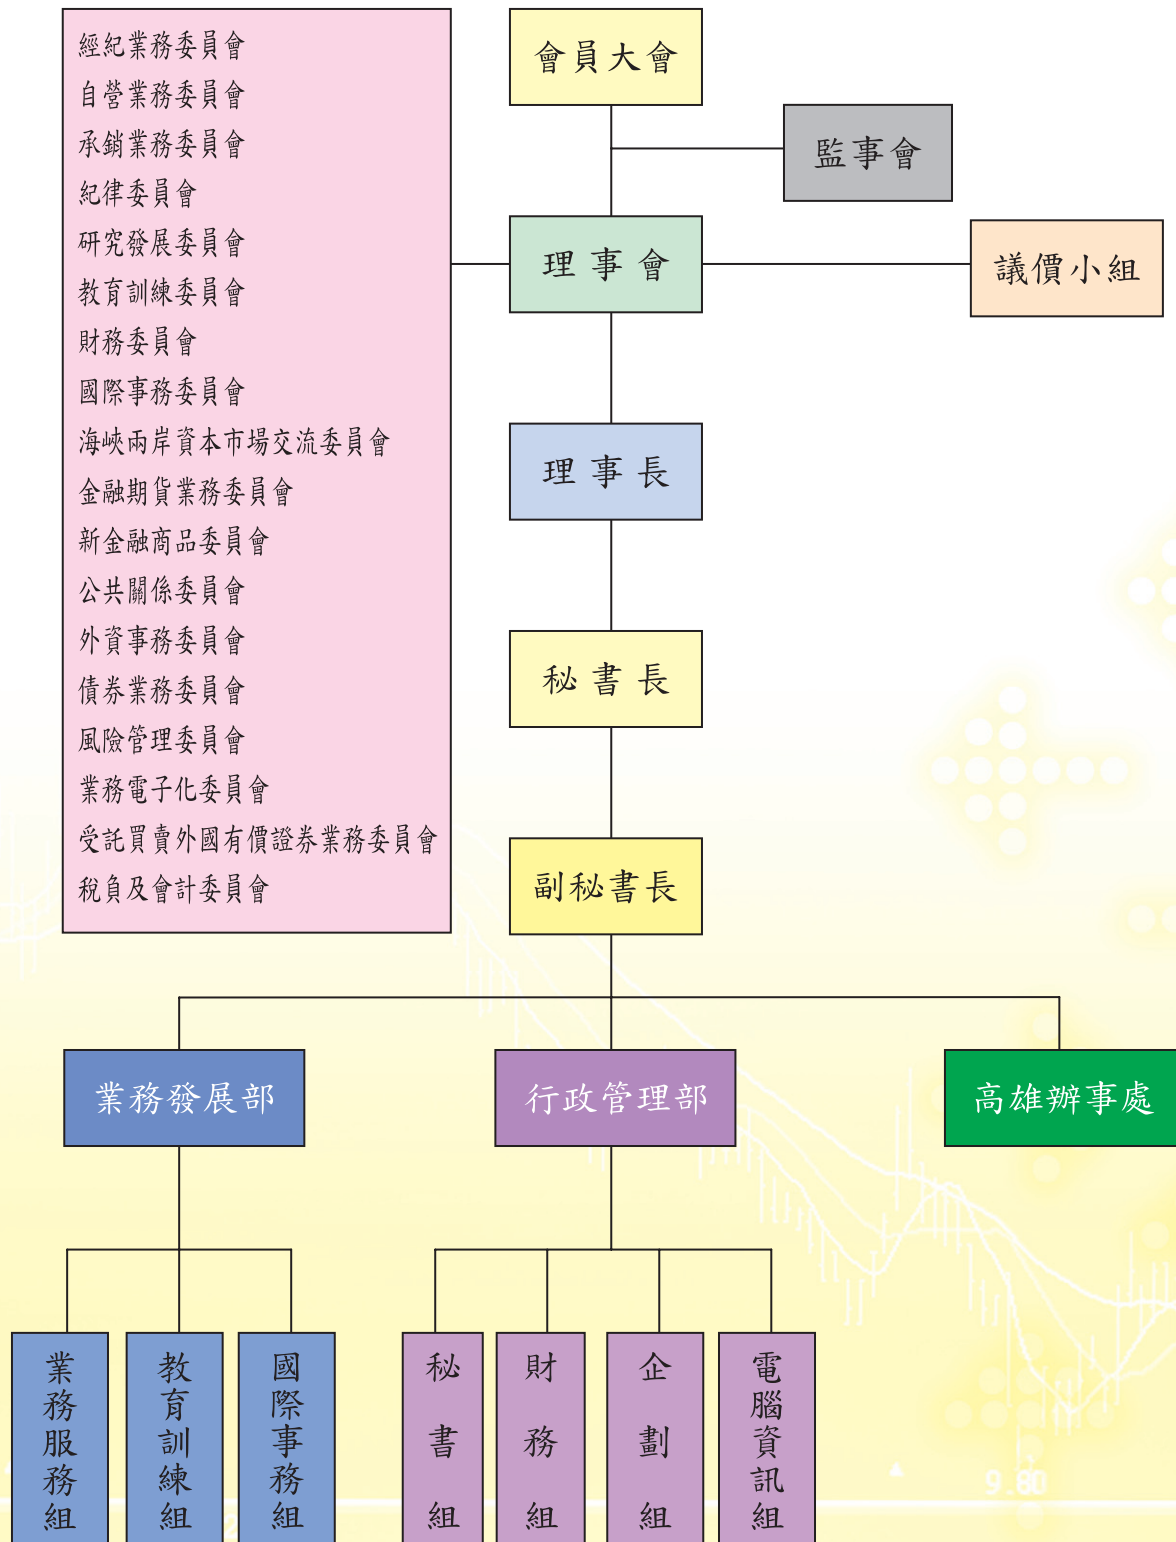 經紀業務委員會
自營業務委員會
承銷業務委員會
紀律委員會
研究發展委員會
教育訓練委員會
財務委員會
國際事務委員會
海峽兩岸資本市場交流委員會
金融期貨業務委員會
新金融商品委員會
公共關係委員會
外資事務委員會
債券業務委員會
風險管理委員會
業務電子化委員會
受託買賣外國有價證券業務委員會
稅負及會計委員會
會員大會
監事會
理事會
議價小組
理事長
秘書長
副秘書長
業務發展部
行政管理部
高雄辦事處
業務服務組
教育訓練組
國際事務組
秘書組
財務組
企劃組
電腦資訊組
9.80